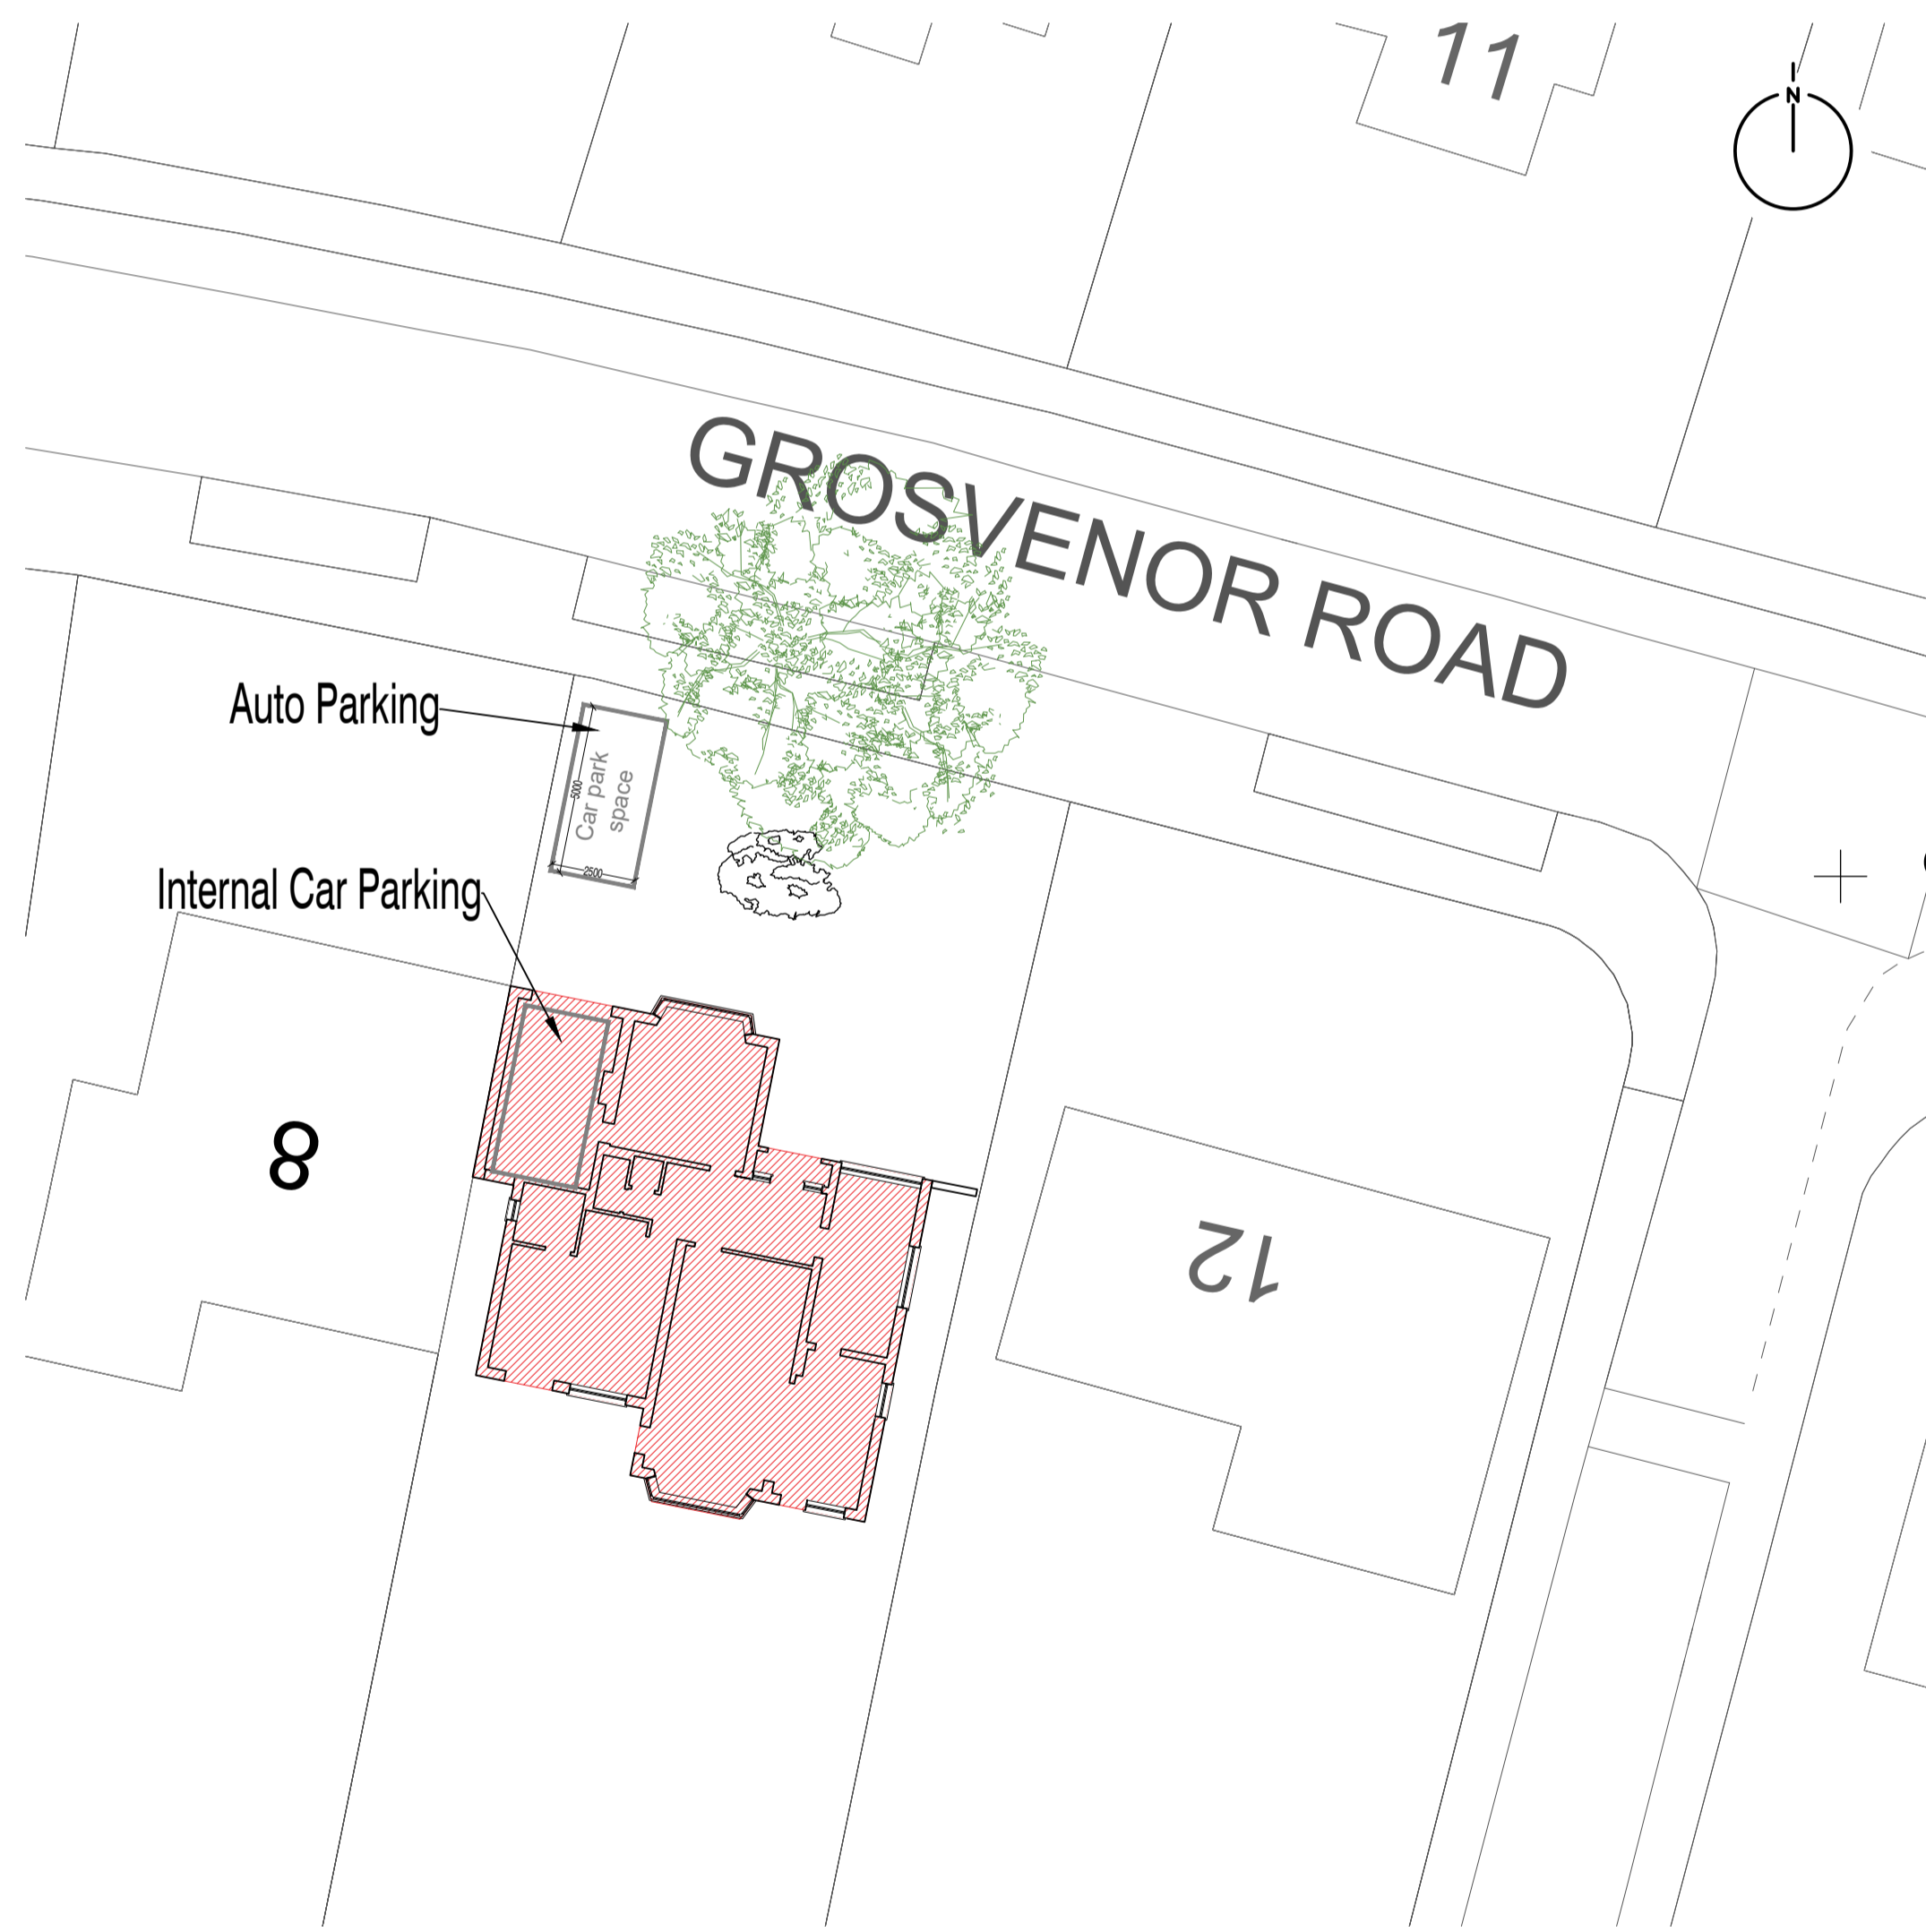 11
N
GROSVENOR ROAD
Auto Parking
Car park
space
5000
2500
Internal Car Parking
8
12